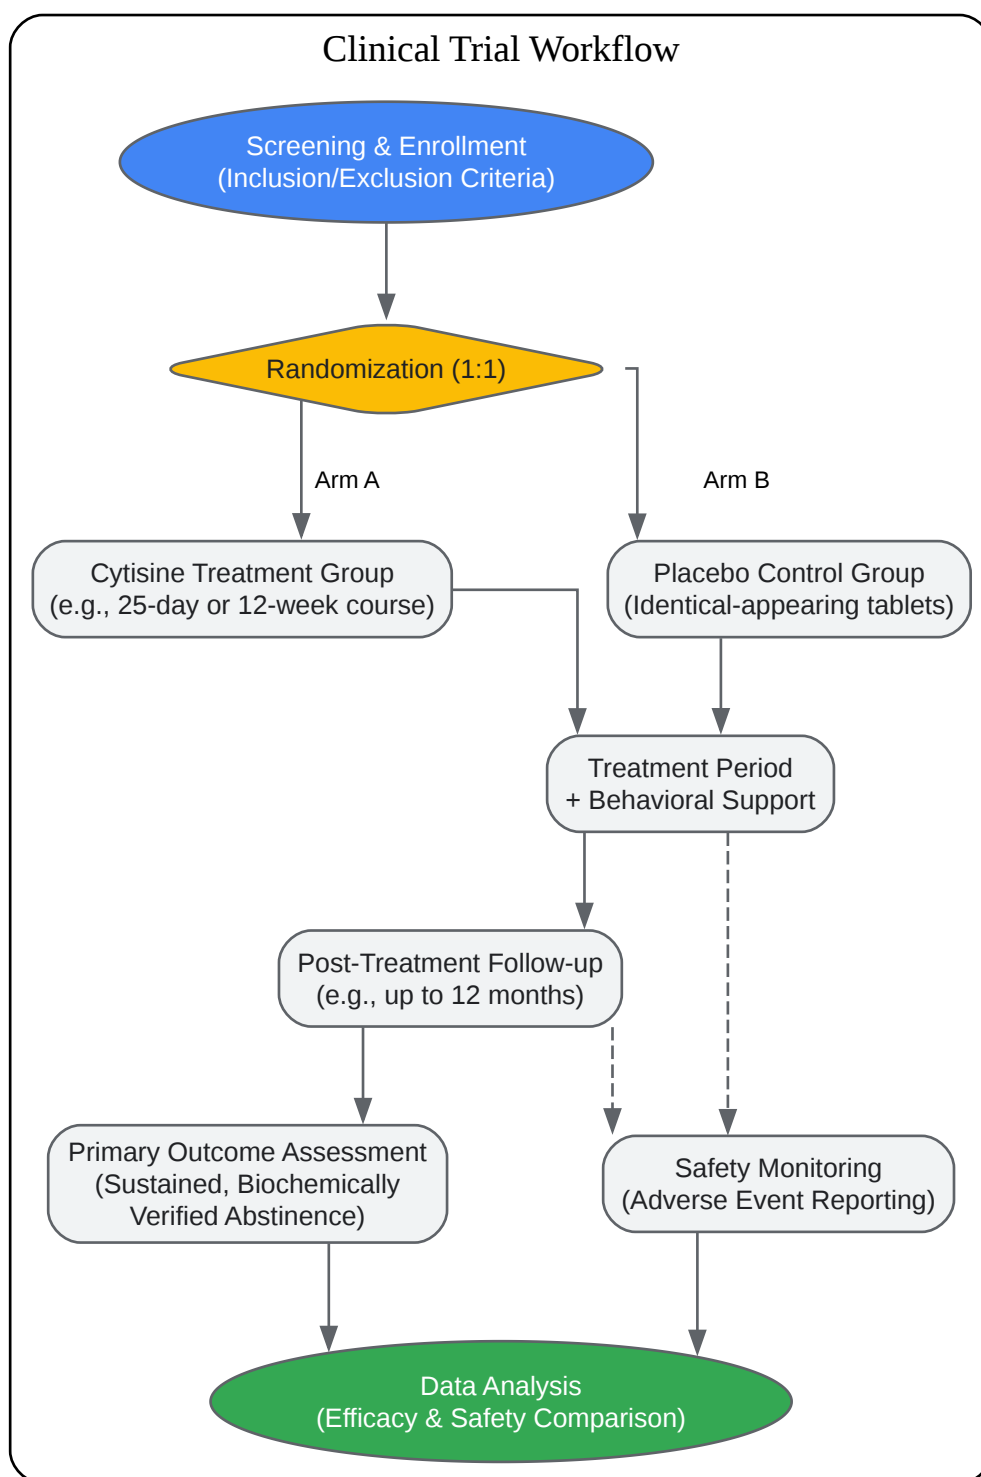 Clinical Trial Workflow
Screening & Enrollment
(Inclusion/Exclusion Criteria)
Randomization (1:1)
Arm A
Arm B
Cytisine Treatment Group
(e.g., 25-day or 12-week course)
Placebo Control Group
(Identical-appearing tablets)
Treatment Period
+ Behavioral Support
Post-Treatment Follow-up
(e.g., up to 12 months)
Primary Outcome Assessment
(Sustained, Biochemically
Verified Abstinence)
Safety Monitoring
(Adverse Event Reporting)
Data Analysis
(Efficacy & Safety Comparison)